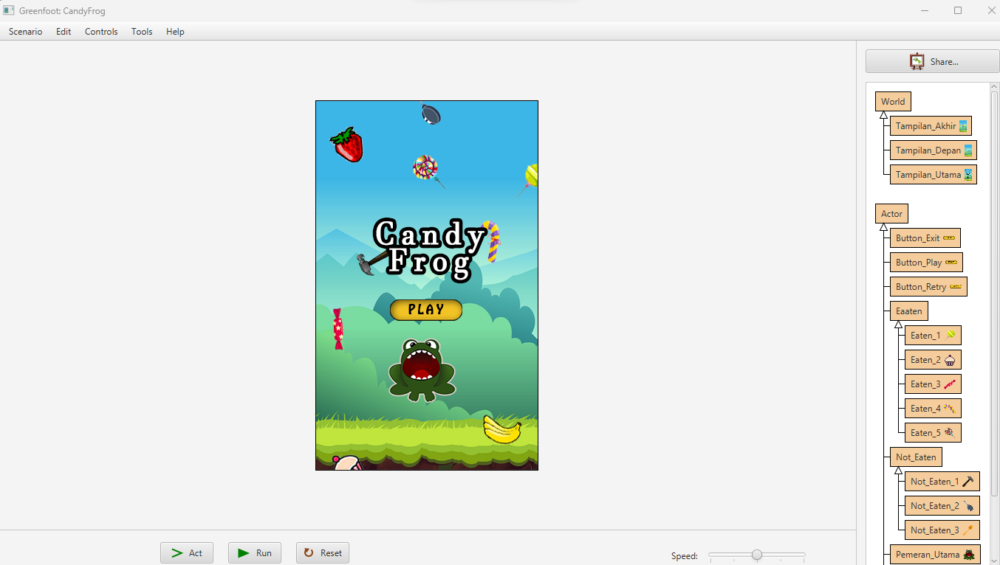 Greenfoot: CandyFrog
Scenario Edit Controls Tools Help
Share...
World
Tampilan_Akhir
Tampilan_Depan
Tampilan_Utama
Actor
Button_Exit
Button_Play
Button_Retry
Eaaten
Eaten_1
Eaten_2
Eaten_3
Eaten_4
Eaten_5
Not_Eaten
Not_Eaten_1
Not_Eaten_2
Not_Eaten_3
Pemeran_Utama
Candy
Frog
PLAY
Act Run Reset Speed: